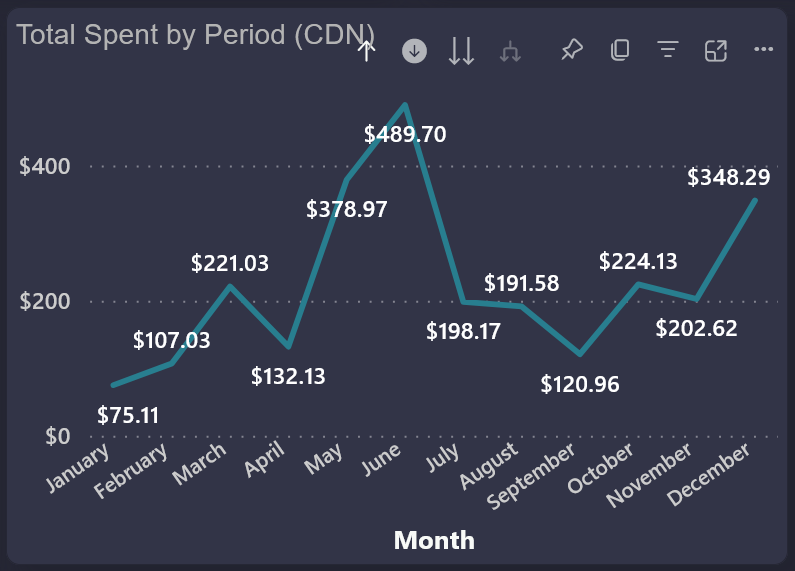 Total Spent by Period (CDN)
$489.70
$400
$348.29
$378.97
$221.03
$224.13
$191.58
$200
$107.03
$198.17
$202.62
$132.13
$120.96
$75.11
$0
January
February
March
April
May
June
July
August
September
October
November
December
Month